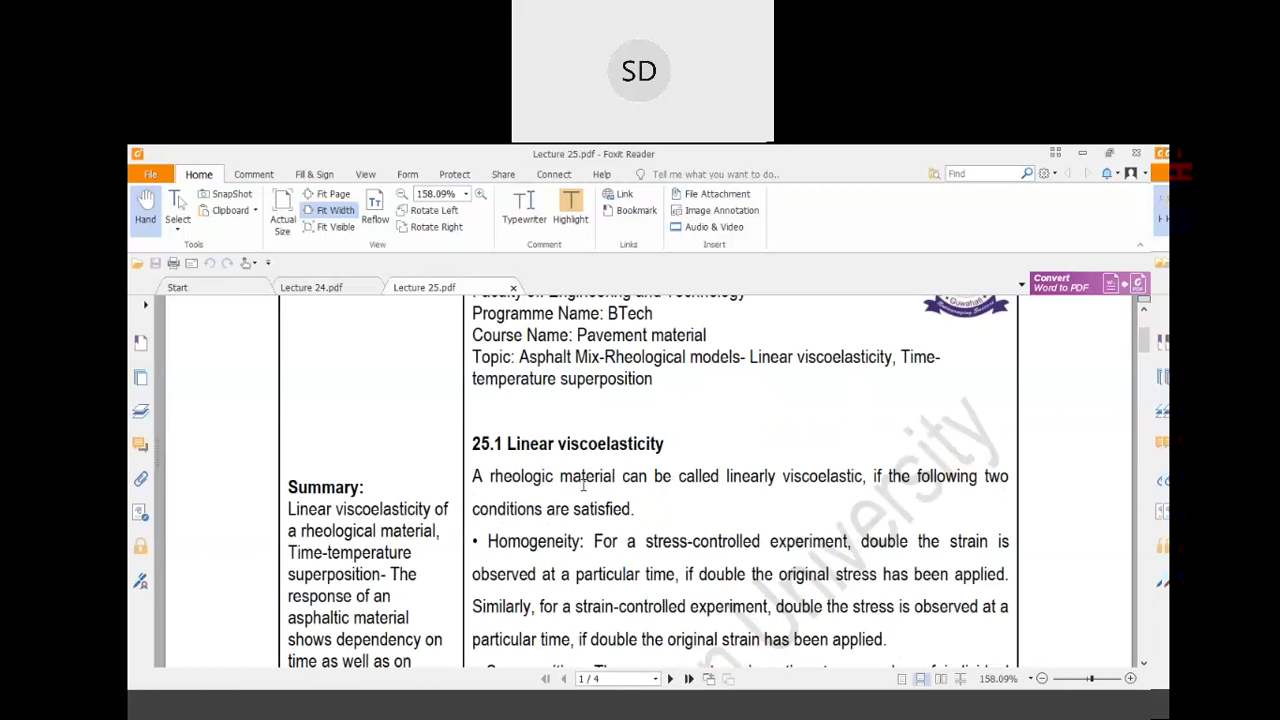 SD
Lecture 25.pdf - Foxit Reader
File Home Comment Fill & Sign View Form Protect Share Connect Help Tell me what you want to do.. Find
Hand
Select
SnapShot
Clipboard
Tools
Actual Size
Fit Page
Fit Width
Fit Visible
Reflow
158.09%
Rotate Left
Rotate Right
View
Typewriter
Highlight
Comment
Link
Bookmark
Links
File Attachment
Image Annotation
Audio & Video
Insert
Start Lecture 24.pdf Lecture 25.pdf
Convert
Word to PDF
Faculty of Engineering and Technology
Programme Name: BTech
Course Name: Pavement material
Topic: Asphalt Mix-Rheological models- Linear viscoelasticity, Time-
temperature superposition
Guwahati
25.1 Linear viscoelasticity
A rheologic material can be called linearly viscoelastic, if the following two
conditions are satisfied.
• Homogeneity: For a stress-controlled experiment, double the strain is
observed at a particular time, if double the original stress has been applied.
Similarly, for a strain-controlled experiment, double the stress is observed at a
particular time, if double the original strain has been applied.
Summary:
Linear viscoelasticity of
a rheological material,
Time-temperature
superposition- The
response of an
asphaltic material
shows dependency on
time as well as on
University
1 / 4
158.09%